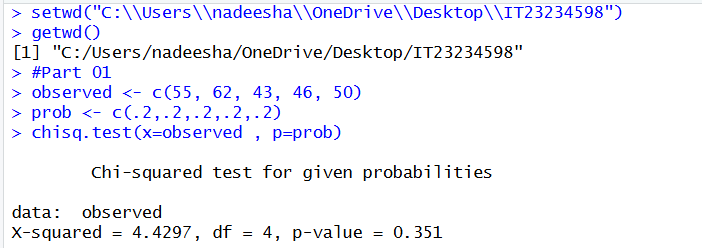 > setwd("C:\\Users\\nadeesha\\OneDrive\\Desktop\\IT23234598")
> getwd()
[1] "C:/Users/nadeesha/OneDrive/Desktop/IT23234598"
> #Part 01
> observed <- c(55, 62, 43, 46, 50)
> prob <- c(.2,.2,.2,.2,.2)
> chisq.test(x=observed , p=prob)
Chi-squared test for given probabilities
data:  observed
X-squared = 4.4297, df = 4, p-value = 0.351